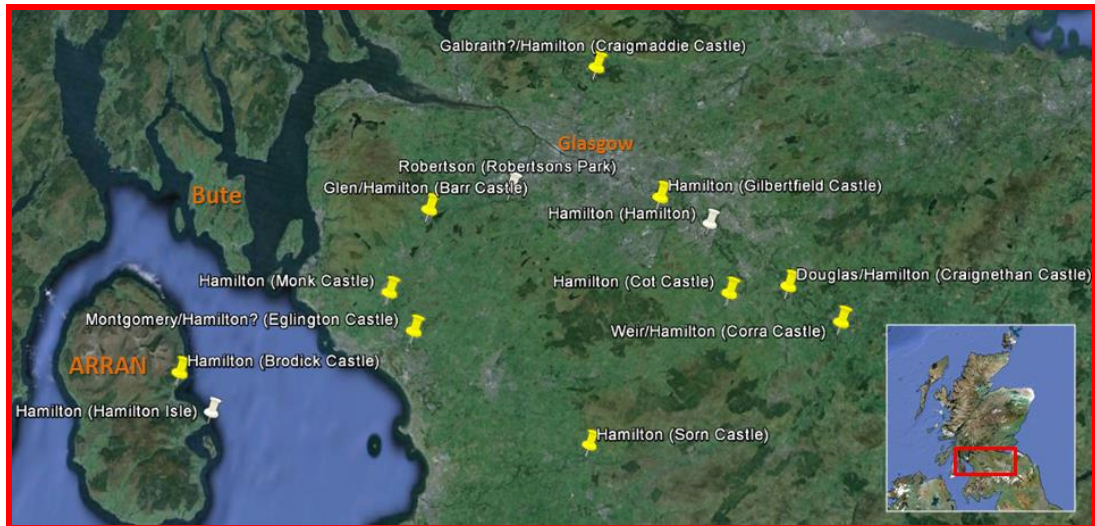 Galbraith?/Hamilton (Craigmaddie Castle)
Glasgow
Robertson (Robertsons Park)
Glen/Hamilton (Barr Castle)
Hamilton (Gilbertfield Castle)
Bute
Hamilton (Hamilton)
Hamilton (Monk Castle)
Hamilton (Cot Castle)
Douglas/Hamilton (Craignethan Castle)
Montgomery/Hamilton? (Eglington Castle)
Weir/Hamilton (Corra Castle)
ARRAN
Hamilton (Brodick Castle)
Hamilton (Hamilton Isle)
Hamilton (Sorn Castle)